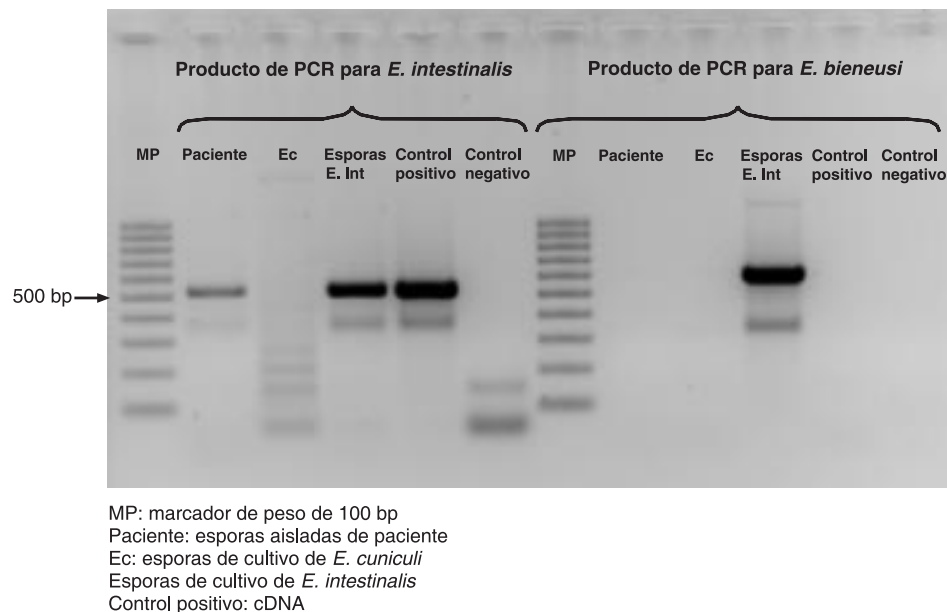 Producto de PCR para E. intestinalis
Producto de PCR para E. bieneusi
MP Paciente Ec Esporas E. Int Control positivo Control negativo
MP Paciente Ec Esporas E. Int Control positivo Control negativo
500 bp
MP: marcador de peso de 100 bp
Paciente: esporas aisladas de paciente
Ec: esporas de cultivo de E. cuniculi
Esporas de cultivo de E. intestinalis
Control positivo: cDNA